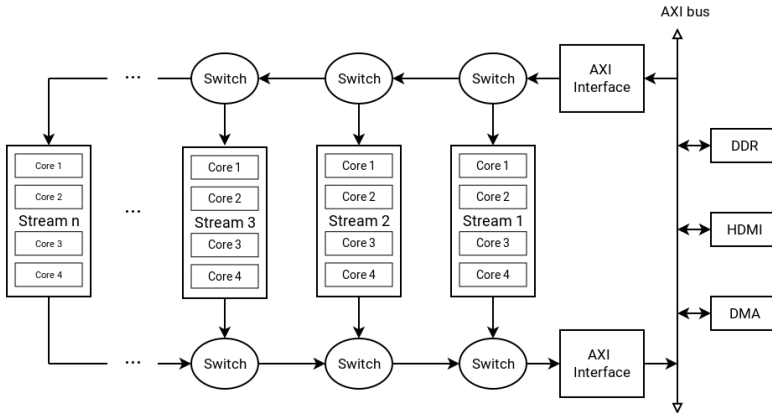 AXI bus
...
Switch
Switch
Switch
AXI
Interface
Core 1
Core 2
Stream n
Core 3
Core 4
...
Core 1
Core 2
Stream 3
Core 3
Core 4
Core 1
Core 2
Stream 2
Core 3
Core 4
Core 1
Core 2
Stream 1
Core 3
Core 4
DDR
HDMI
DMA
...
Switch
Switch
Switch
AXI
Interface